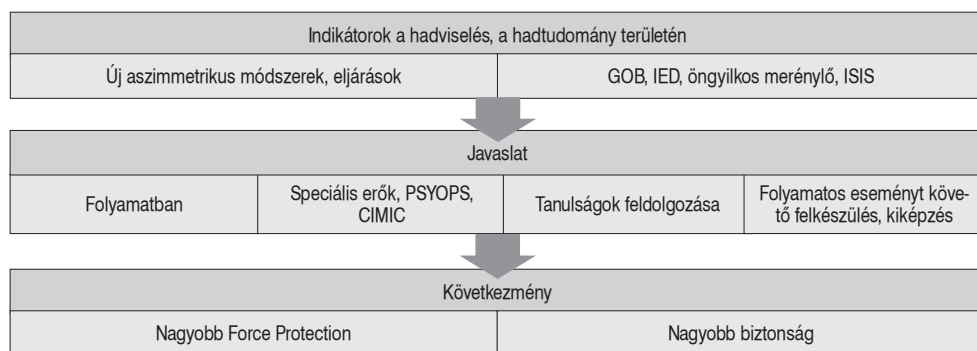 Indikátorok a hadviselés, a hadtudomány területén
Új aszimmetrikus módszerek, eljárások
GOB, IED, öngyilkos merénylő, ISIS
Javaslat
Folyamatban
Speciális erők, PSYOPS,
CIMIC
Tanulságok feldolgozása
Folyamatos eseményt köve-
tő felkészülés, kiképzés
Következmény
Nagyobb Force Protection
Nagyobb biztonság